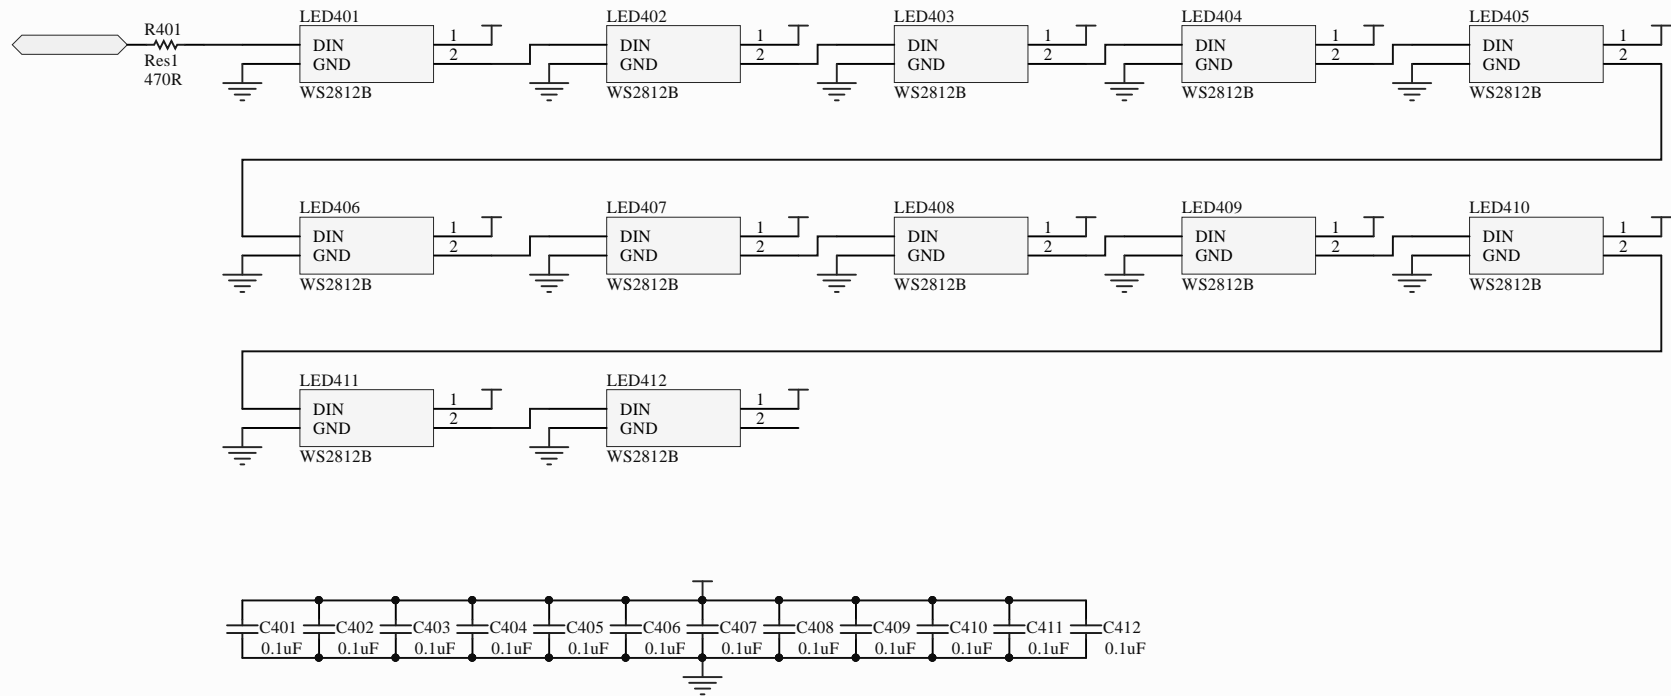 R401
Res1
470R
LED401
DIN
GND
1
2
WS2812B
LED402
DIN
GND
1
2
WS2812B
LED403
DIN
GND
1
2
WS2812B
LED404
DIN
GND
1
2
WS2812B
LED405
DIN
GND
1
2
WS2812B
LED406
DIN
GND
1
2
WS2812B
LED407
DIN
GND
1
2
WS2812B
LED408
DIN
GND
1
2
WS2812B
LED409
DIN
GND
1
2
WS2812B
LED410
DIN
GND
1
2
WS2812B
LED411
DIN
GND
1
2
WS2812B
LED412
DIN
GND
1
2
WS2812B
C401
0.1uF
C402
0.1uF
C403
0.1uF
C404
0.1uF
C405
0.1uF
C406
0.1uF
C407
0.1uF
C408
0.1uF
C409
0.1uF
C410
0.1uF
C411
0.1uF
C412
0.1uF